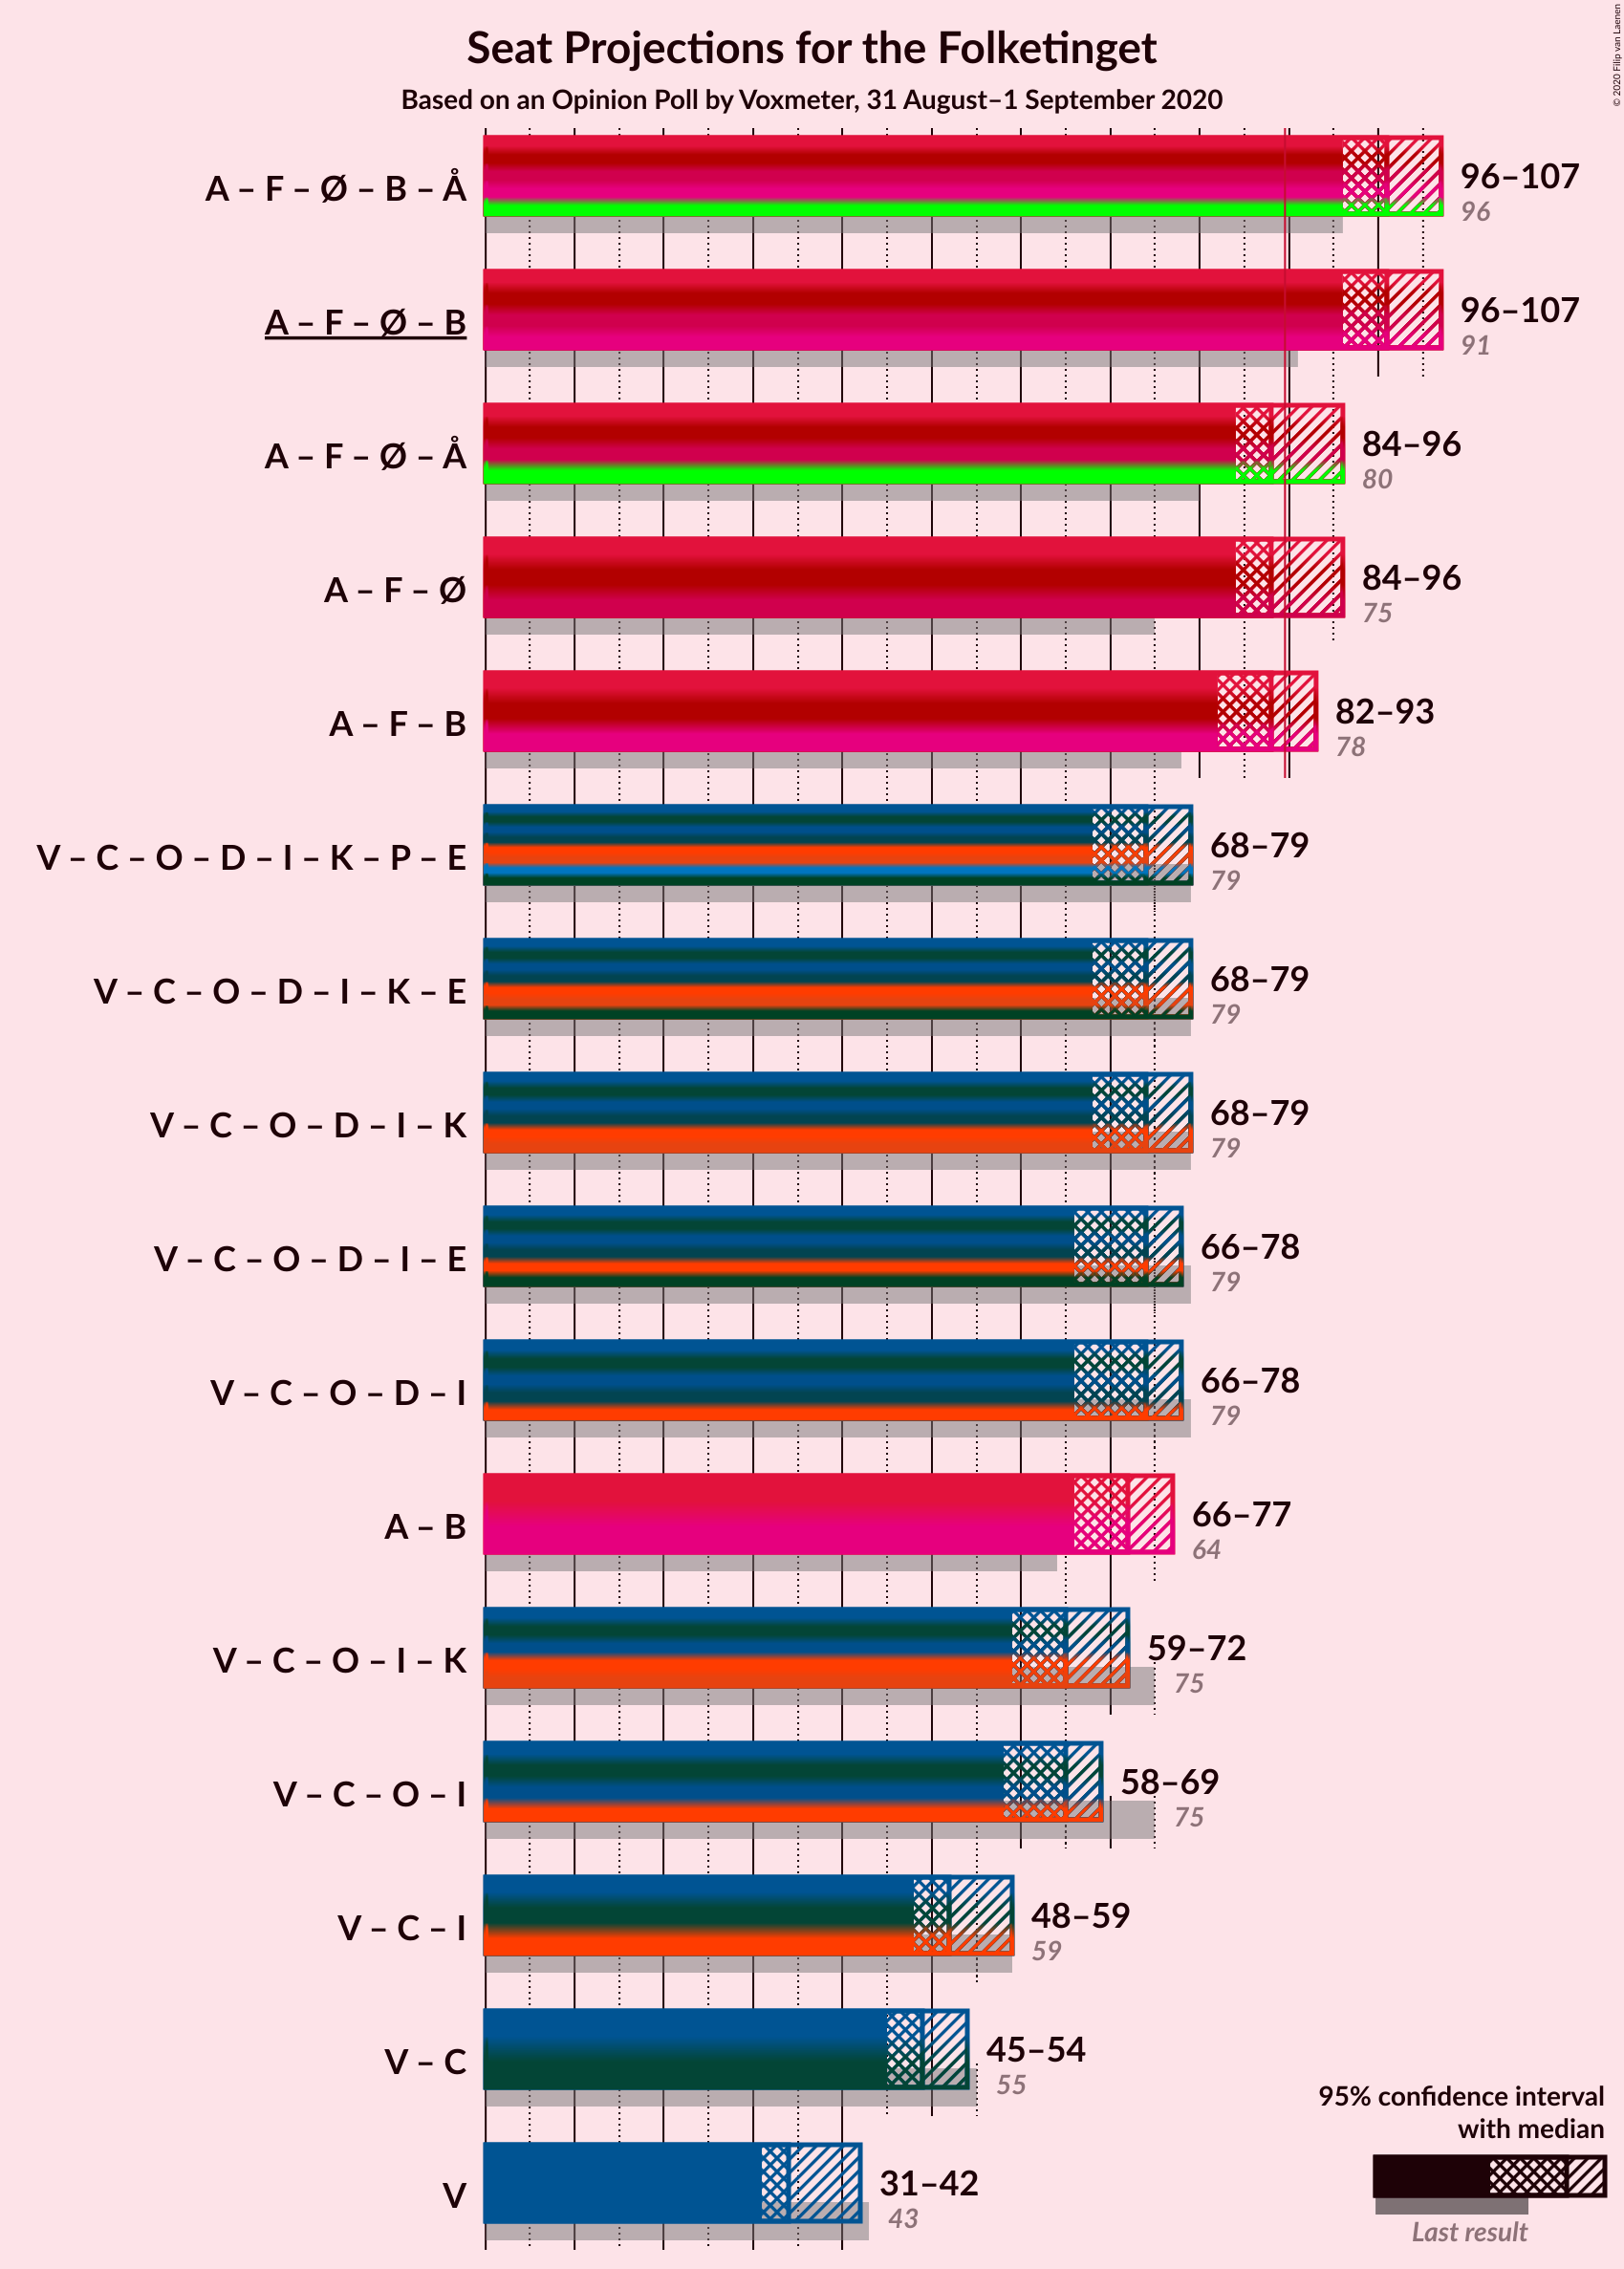 Seat Projections for the Folketinget
Based on an Opinion Poll by Voxmeter, 31 August–1 September 2020
© 2020 Filip van Laenen
A – F – Ø – B – Å
96–107
96
A – F – Ø – B
96–107
91
A – F – Ø – Å
84–96
80
A – F – Ø
84–96
75
A – F – B
82–93
78
V – C – O – D – I – K – P – E
68–79
79
V – C – O – D – I – K – E
68–79
79
V – C – O – D – I – K
68–79
79
V – C – O – D – I – E
66–78
79
V – C – O – D – I
66–78
79
A – B
66–77
64
V – C – O – I – K
59–72
75
V – C – O – I
58–69
75
V – C – I
48–59
59
V – C
45–54
55
V
31–42
43
95% confidence interval
with median
Last result